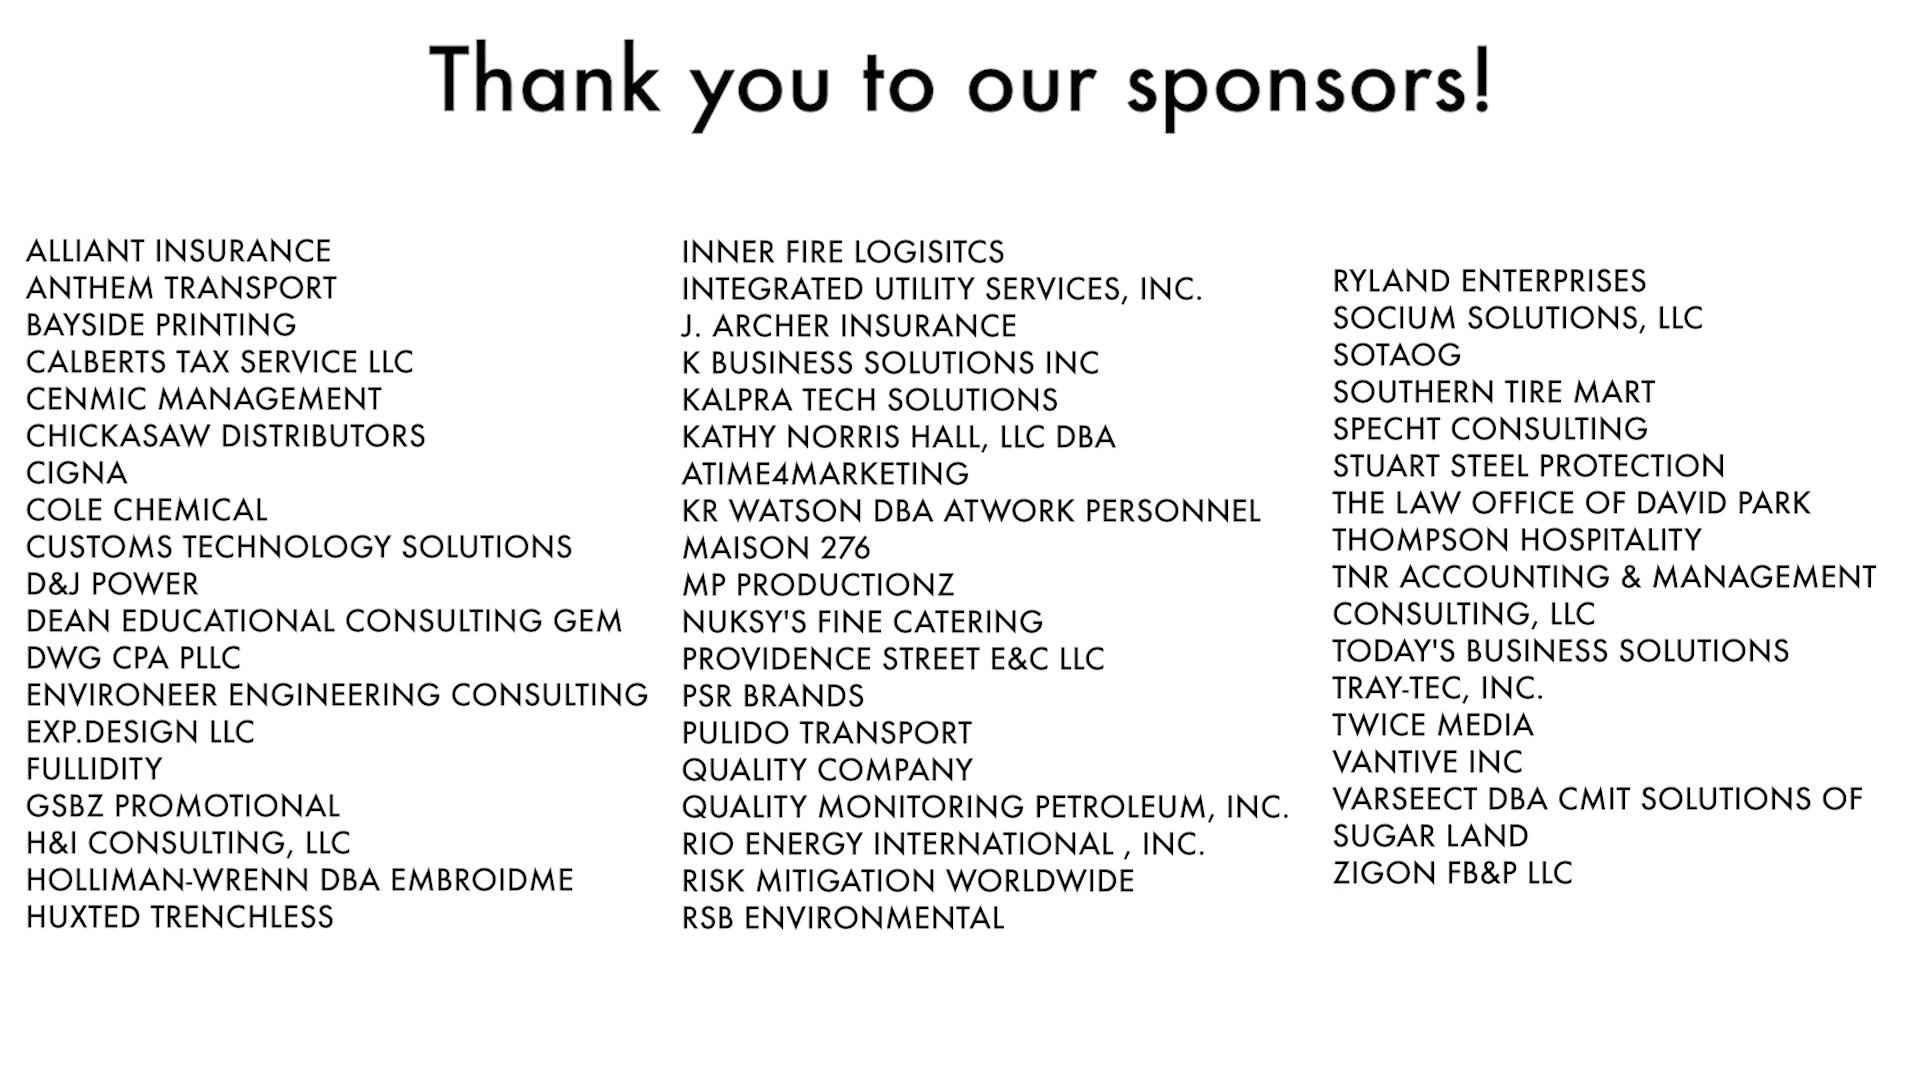 Thank you to our sponsors!
ALLIANT INSURANCE
ANTHEM TRANSPORT
BAYSIDE PRINTING
CALBERTS TAX SERVICE LLC
CENMIC MANAGEMENT
CHICKASAW DISTRIBUTORS
CIGNA
COLE CHEMICAL
CUSTOMS TECHNOLOGY SOLUTIONS
D&J POWER
DEAN EDUCATIONAL CONSULTING GEM
DWG CPA PLLC
ENVIRONEER ENGINEERING CONSULTING
EXP.DESIGN LLC
FULLIDITY
GSBZ PROMOTIONAL
H&I CONSULTING, LLC
HOLLIMAN-WRENN DBA EMBROIDME
HUXTED TRENCHLESS
INNER FIRE LOGISITCS
INTEGRATED UTILITY SERVICES, INC.
J. ARCHER INSURANCE
K BUSINESS SOLUTIONS INC
KALPRA TECH SOLUTIONS
KATHY NORRIS HALL, LLC DBA
ATIME4MARKETING
KR WATSON DBA ATWORK PERSONNEL
MAISON 276
MP PRODUCTIONZ
NUKSY'S FINE CATERING
PROVIDENCE STREET E&C LLC
PSR BRANDS
PULIDO TRANSPORT
QUALITY COMPANY
QUALITY MONITORING PETROLEUM, INC.
RIO ENERGY INTERNATIONAL , INC.
RISK MITIGATION WORLDWIDE
RSB ENVIRONMENTAL
RYLAND ENTERPRISES
SOCIUM SOLUTIONS, LLC
SOTAOG
SOUTHERN TIRE MART
SPECHT CONSULTING
STUART STEEL PROTECTION
THE LAW OFFICE OF DAVID PARK
THOMPSON HOSPITALITY
TNR ACCOUNTING & MANAGEMENT
CONSULTING, LLC
TODAY'S BUSINESS SOLUTIONS
TRAY-TEC, INC.
TWICE MEDIA
VANTIVE INC
VARSEECT DBA CMIT SOLUTIONS OF
SUGAR LAND
ZIGON FB&P LLC